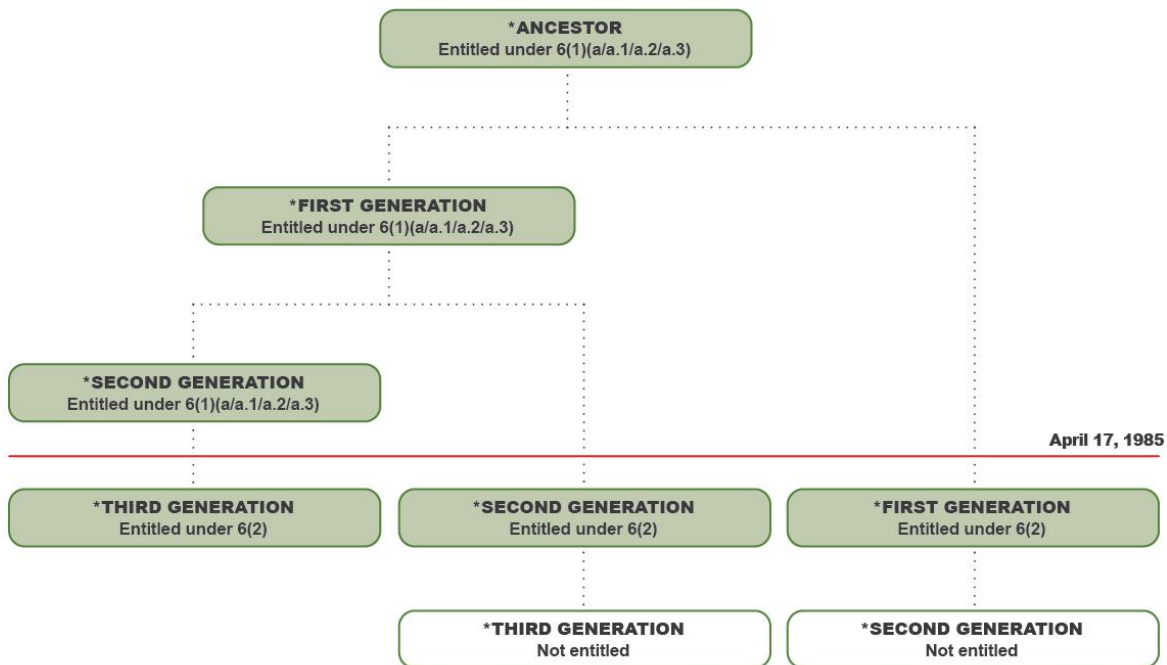 *ANCESTOR
Entitled under 6(1)(a/a.1/a.2/a.3)
*FIRST GENERATION
Entitled under 6(1)(a/a.1/a.2/a.3)
*SECOND GENERATION
Entitled under 6(1)(a/a.1/a.2/a.3)
April 17, 1985
*THIRD GENERATION
Entitled under 6(2)
*SECOND GENERATION
Entitled under 6(2)
*FIRST GENERATION
Entitled under 6(2)
*THIRD GENERATION
Not entitled
*SECOND GENERATION
Not entitled